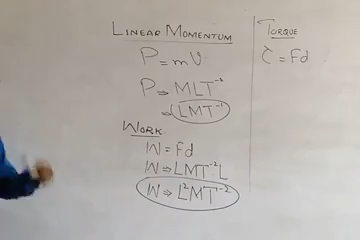 LINEAR MOMENTUM
P = mv
P ⇒ MLT⁻¹
⇒ LMT⁻¹
WORK
W = Fd
W ⇒ LMT⁻²L
W ⇒ L²MT⁻²
TORQUE
τ = Fd